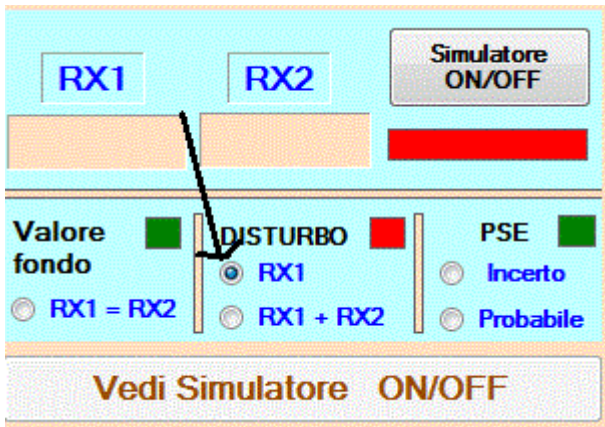 RX1
RX2
Simulatore
ON/OFF
Valore
fondo
RX1 = RX2
DISTURBO
RX1
RX1 + RX2
PSE
Incerto
Probabile
Vedi Simulatore ON/OFF